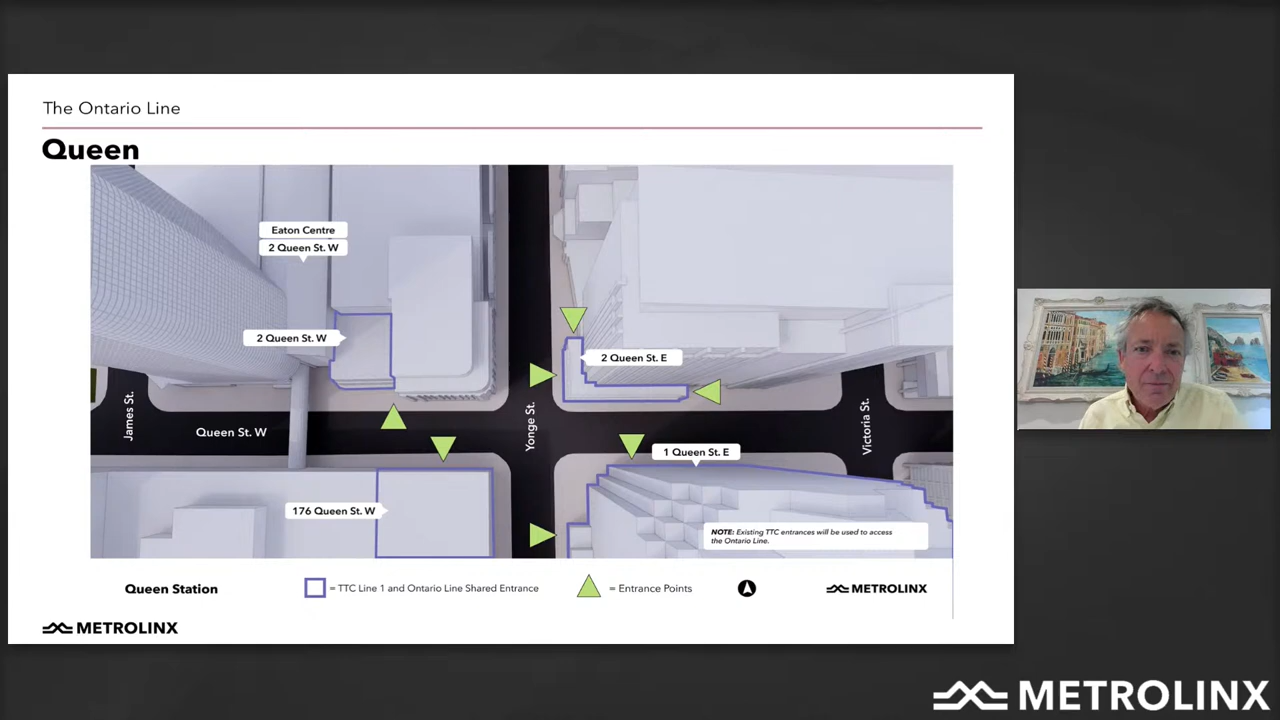 The Ontario Line
Queen
Eaton Centre
2 Queen St. W
2 Queen St. W
2 Queen St. E
James St.
Queen St. W
Yonge St.
Victoria St.
1 Queen St. E
176 Queen St. W
NOTE: Existing TTC entrances will be used to access
the Ontario Line.
Queen Station
= TTC Line 1 and Ontario Line Shared Entrance
= Entrance Points
METROLINX
METROLINX
METROLINX